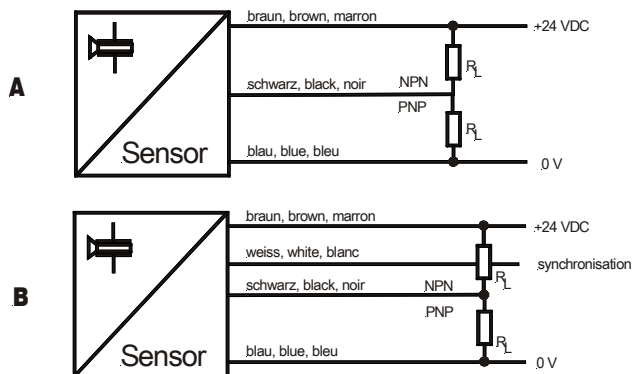 braun, brown, marron
+24 VDC
R L
A
schwarz, black, noir
NPN
PNP
R L
Sensor
blau, blue, bleu
0 V
braun, brown, marron
+24 VDC
weiss, white, blanc
synchronisation
R L
B
schwarz, black, noir
NPN
PNP
R L
Sensor
blau, blue, bleu
0 V